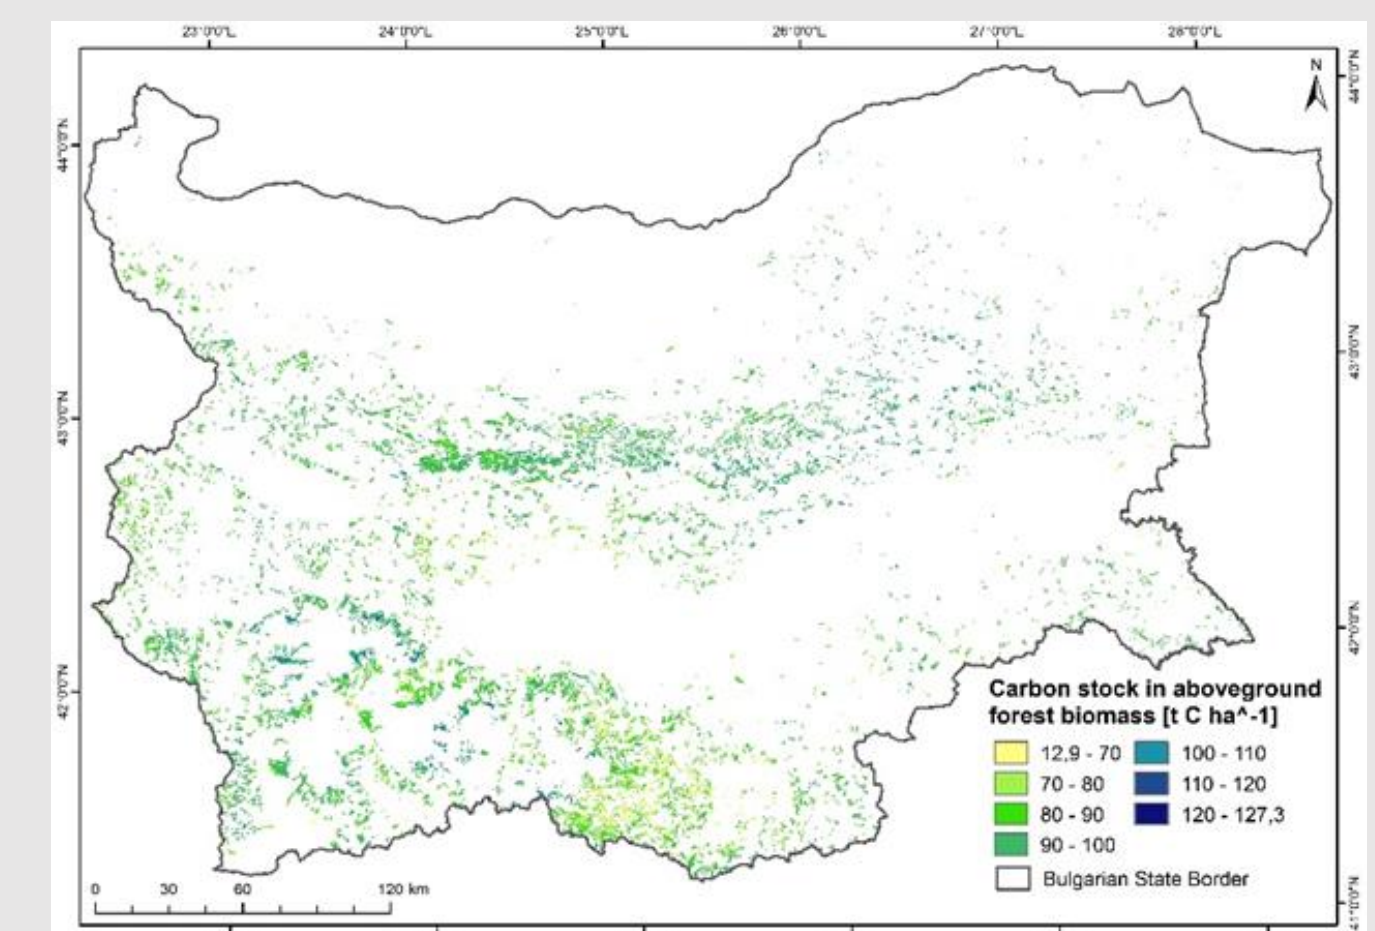 23°0'0"E 24°0'0"E 25°0'0"E 26°0'0"E 27°0'0"E 28°0'0"E
N
44°0'0"N
44°0'0"N
43°0'0"N
43°0'0"N
42°0'0"N
42°0'0"N
41°0'0"N
Carbon stock in aboveground
forest biomass [t C ha^-1]
12,9 - 70 100 - 110
70 - 80 110 - 120
80 - 90 120 - 127,3
90 - 100
Bulgarian State Border
0 30 60 120 km